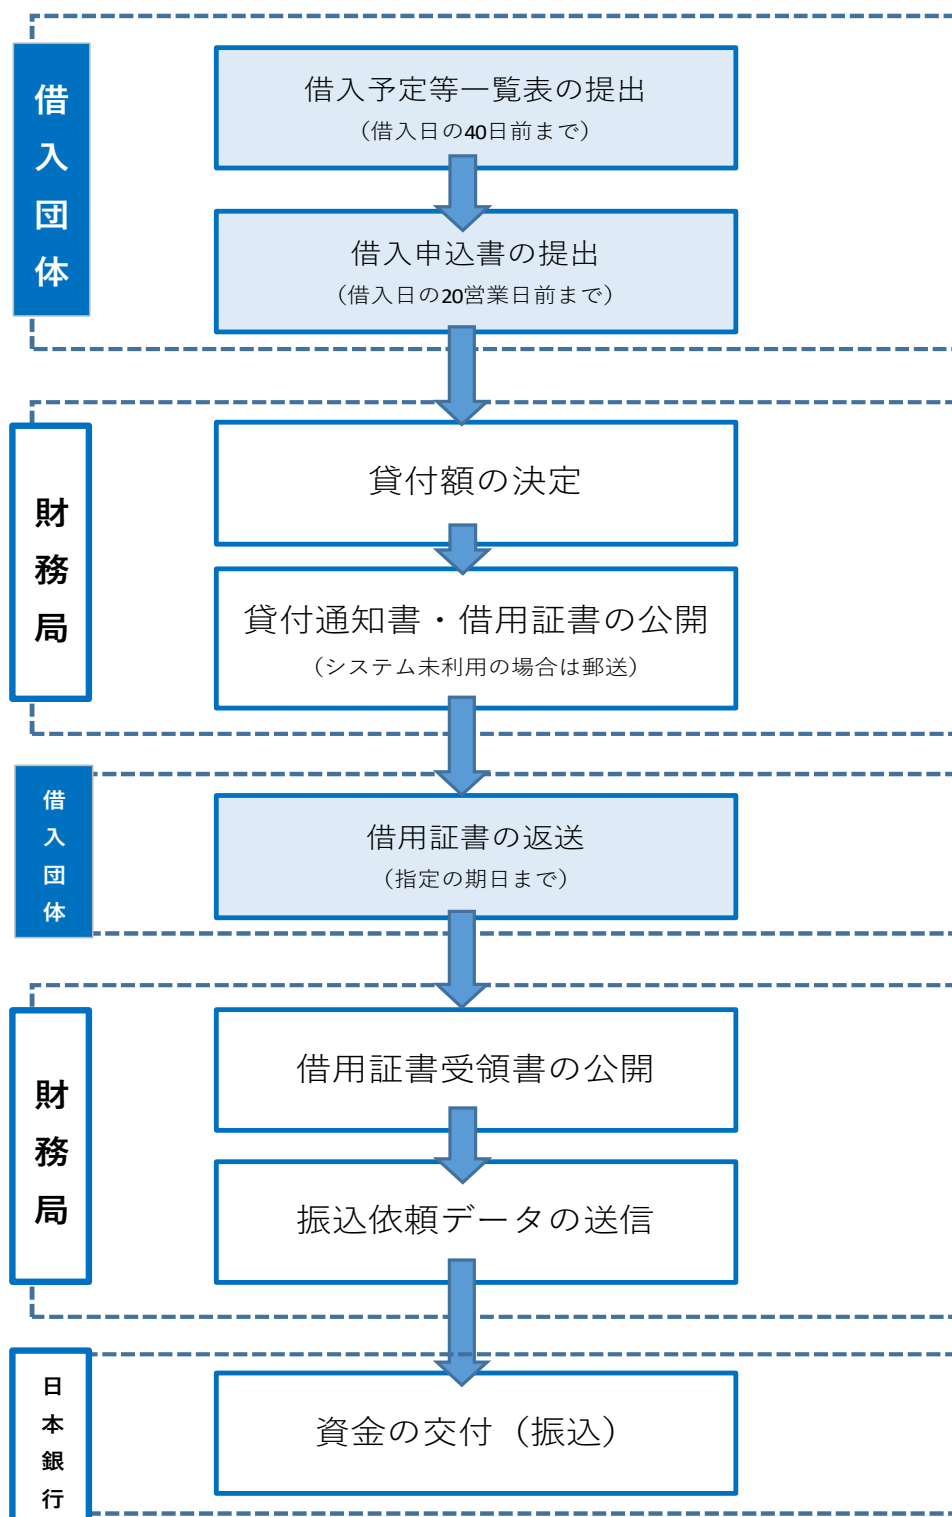 借入団体
借入予定等一覧表の提出
（借入日の40日前まで）
借入申込書の提出
（借入日の20営業日前まで）
財務局
貸付額の決定
貸付通知書・借用証書の公開
（システム未利用の場合は郵送）
借入団体
借用証書の返送
（指定の期日まで）
財務局
借用証書受領書の公開
振込依頼データの送信
日本銀行
資金の交付（振込）